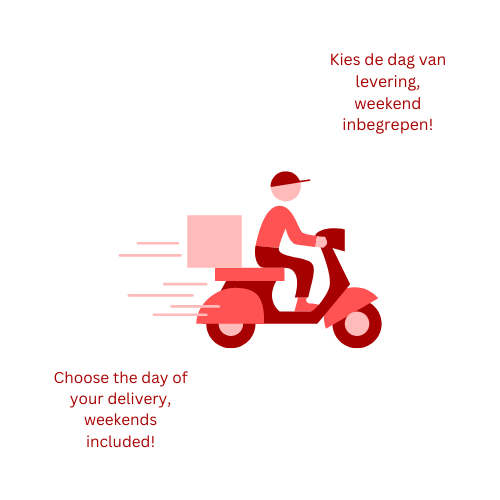 Kies de dag van
levering,
weekend
inbegrepen!
Choose the day of
your delivery,
weekends
included!